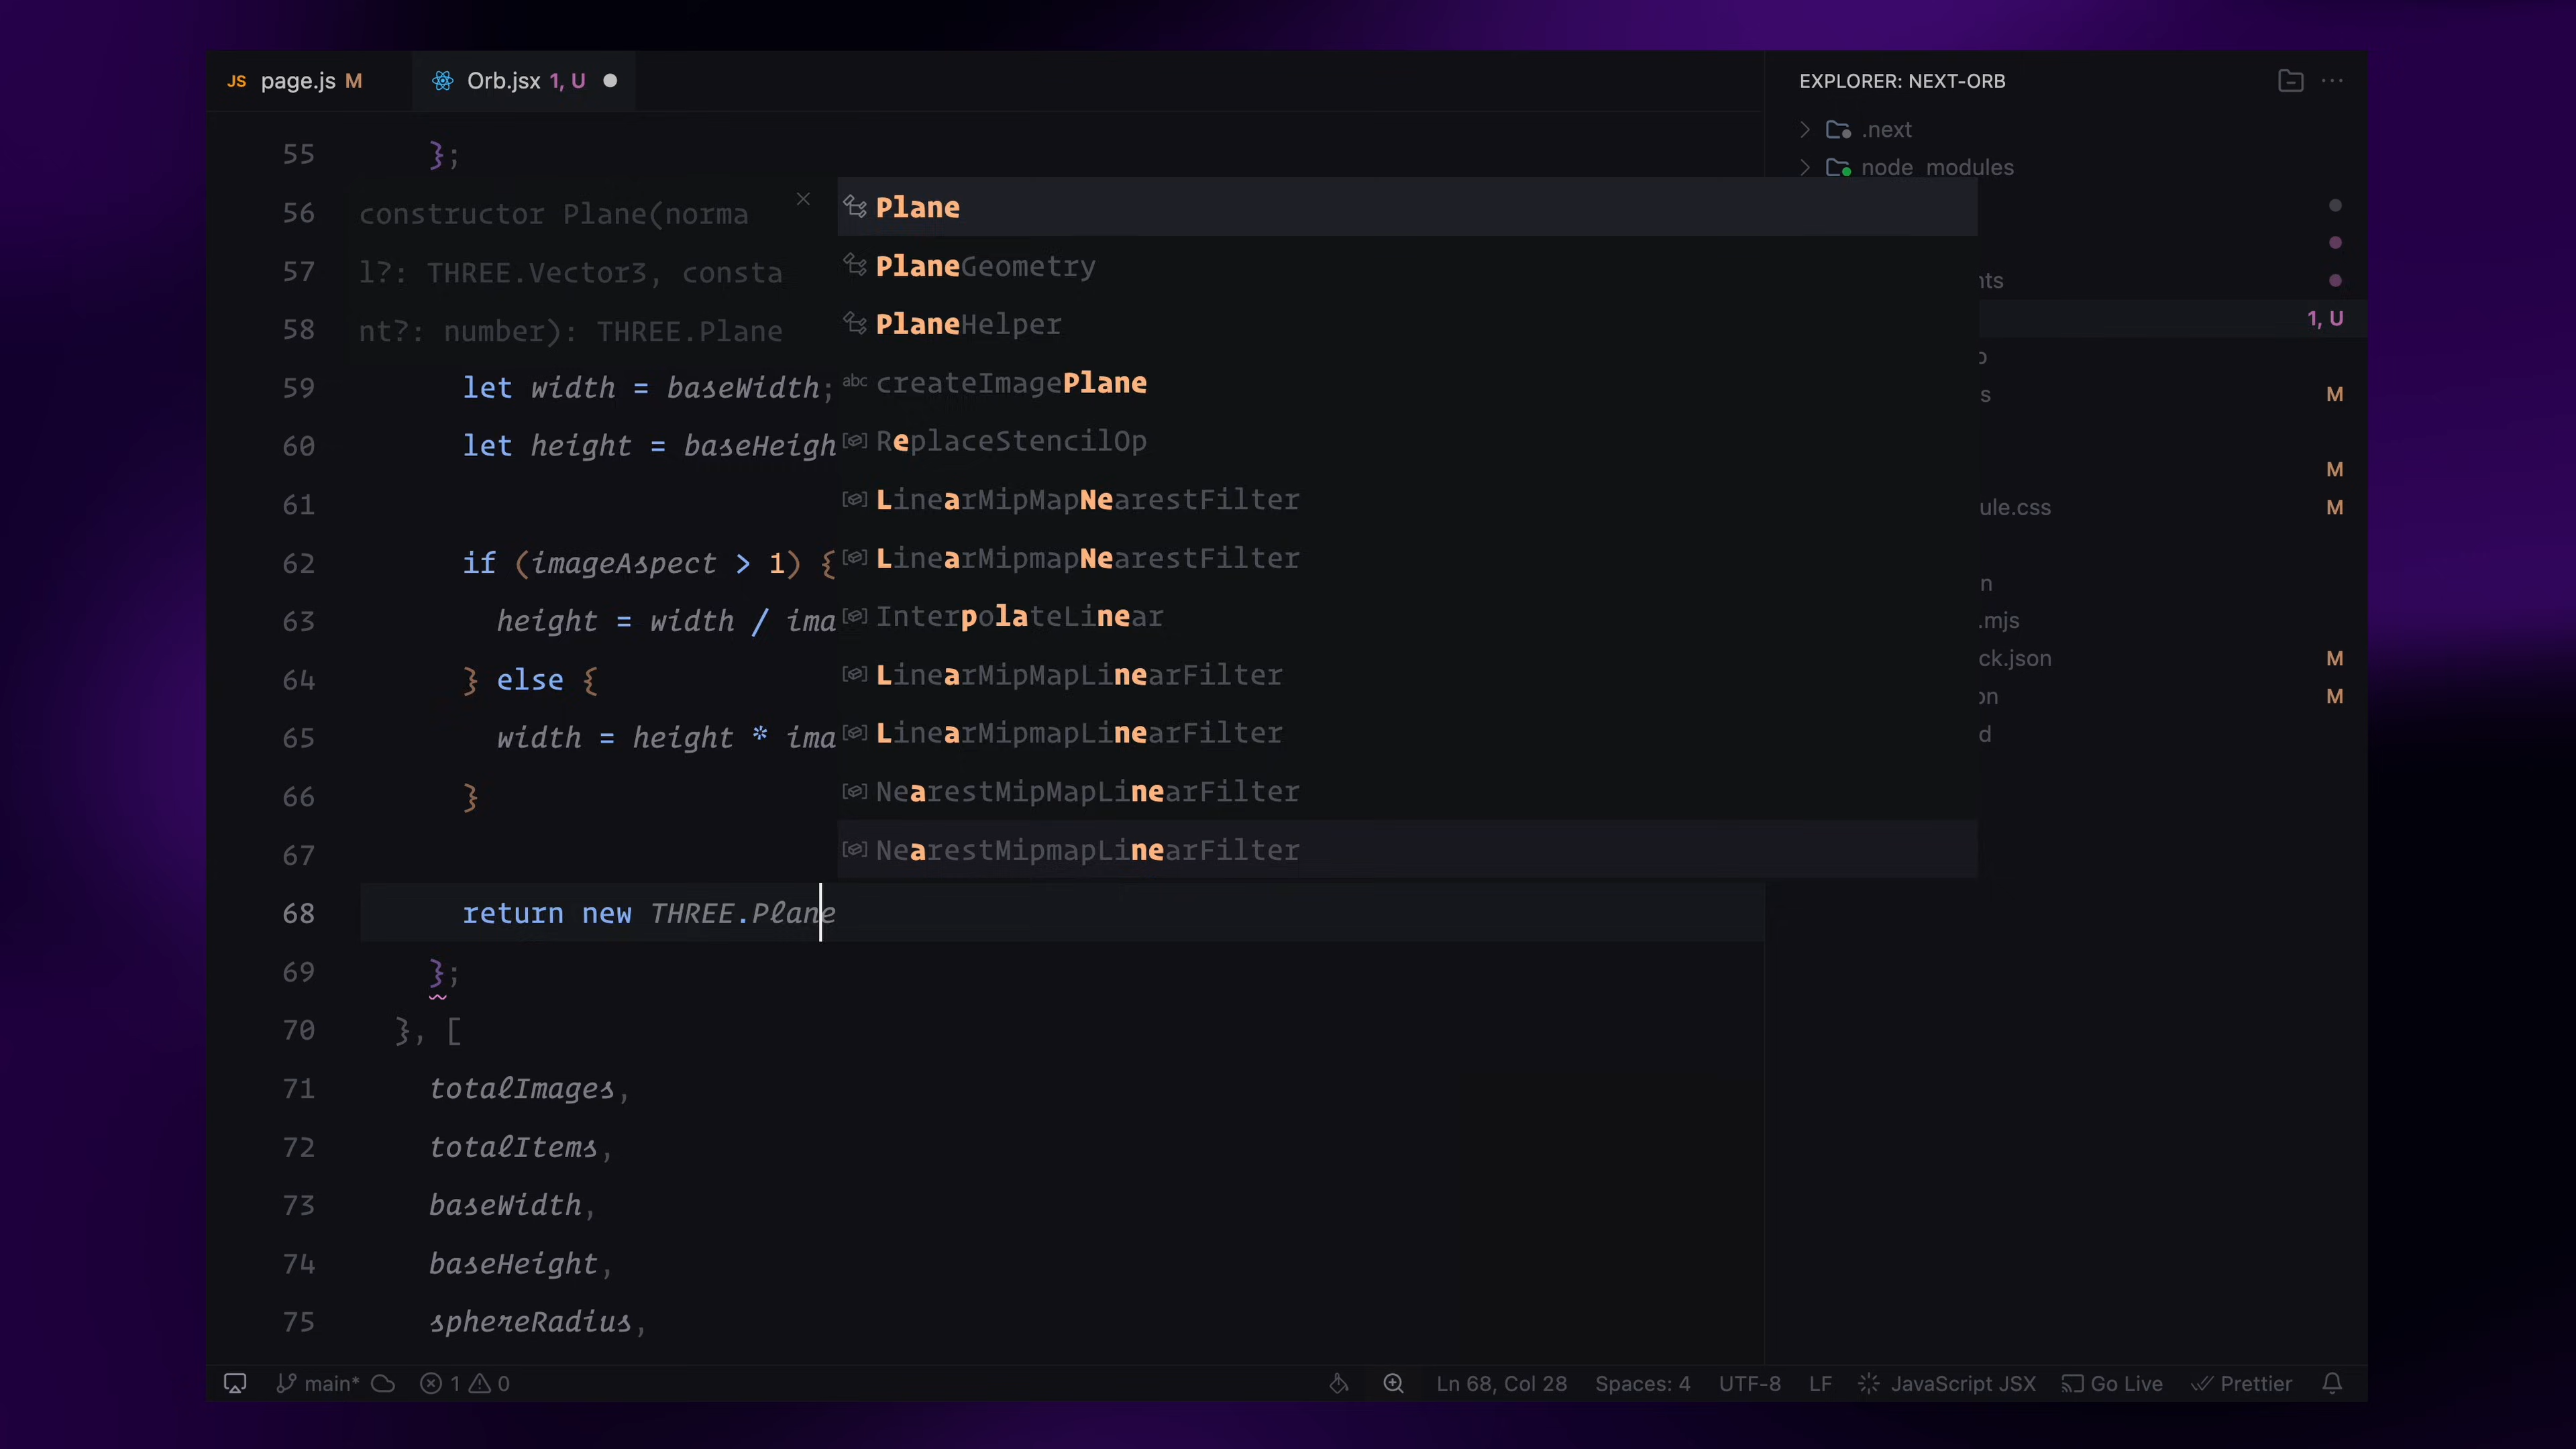 JS page.js M
Orb.jsx 1, U
EXPLORER: NEXT-ORB
55 };
56
57
58
constructor Plane(norma
l?: THREE.Vector3, consta
nt?: number): THREE.Plane
59 let width = baseWidth;
60 let height = baseHeigh
61
62 if (imageAspect > 1) {
63 height = width / ima
64 } else {
65 width = height * ima
66 }
67
68 return new THREE.Plane
69 };
70 }, [
71 totalImages,
72 totalItems,
73 baseWidth,
74 baseHeight,
75 sphereRadius,
Plane
PlaneGeometry
PlaneHelper
abc createImagePlane
ReplaceStencilOp
LinearMipMapNearestFilter
LinearMipmapNearestFilter
InterpolateLinear
LinearMipMapLinearFilter
LinearMipmapLinearFilter
NearestMipMapLinearFilter
NearestMipmapLinearFilter
.next
node_modules
nts
1, U
s M
M
ule.css M
n
.mjs
ck.json M
on M
d
main* 1 0
Ln 68, Col 28 Spaces: 4 UTF-8 LF JavaScript JSX Go Live Prettier